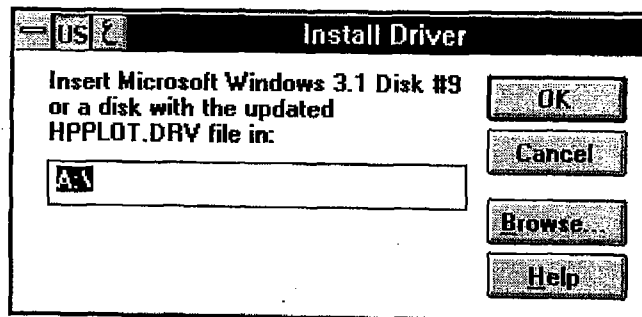 US ع
Install Driver
Insert Microsoft Windows 3.1 Disk #9
or a disk with the updated
HPPLOT.DRV file in:
A:\
OK
Cancel
Browse...
Help